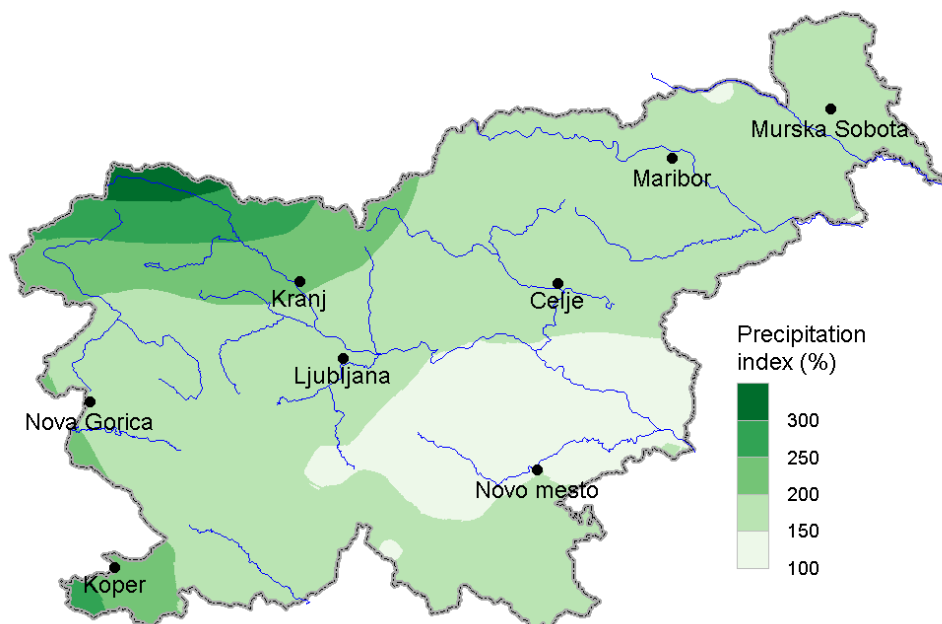 Murska Sobota
Maribor
Kranj
Celje
Precipitation
index (%)
Ljubljana
Nova Gorica
300
250
Novo mesto
200
150
Koper
100